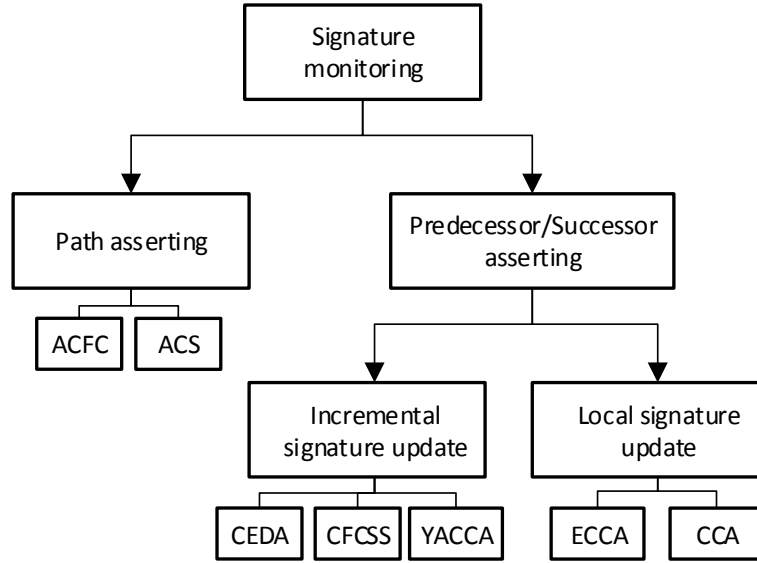 Signature
monitoring
Path asserting
Predecessor/Successor
asserting
ACFC
ACS
Incremental
signature update
Local signature
update
CEDA
CFCSS
YACCA
ECCA
CCA